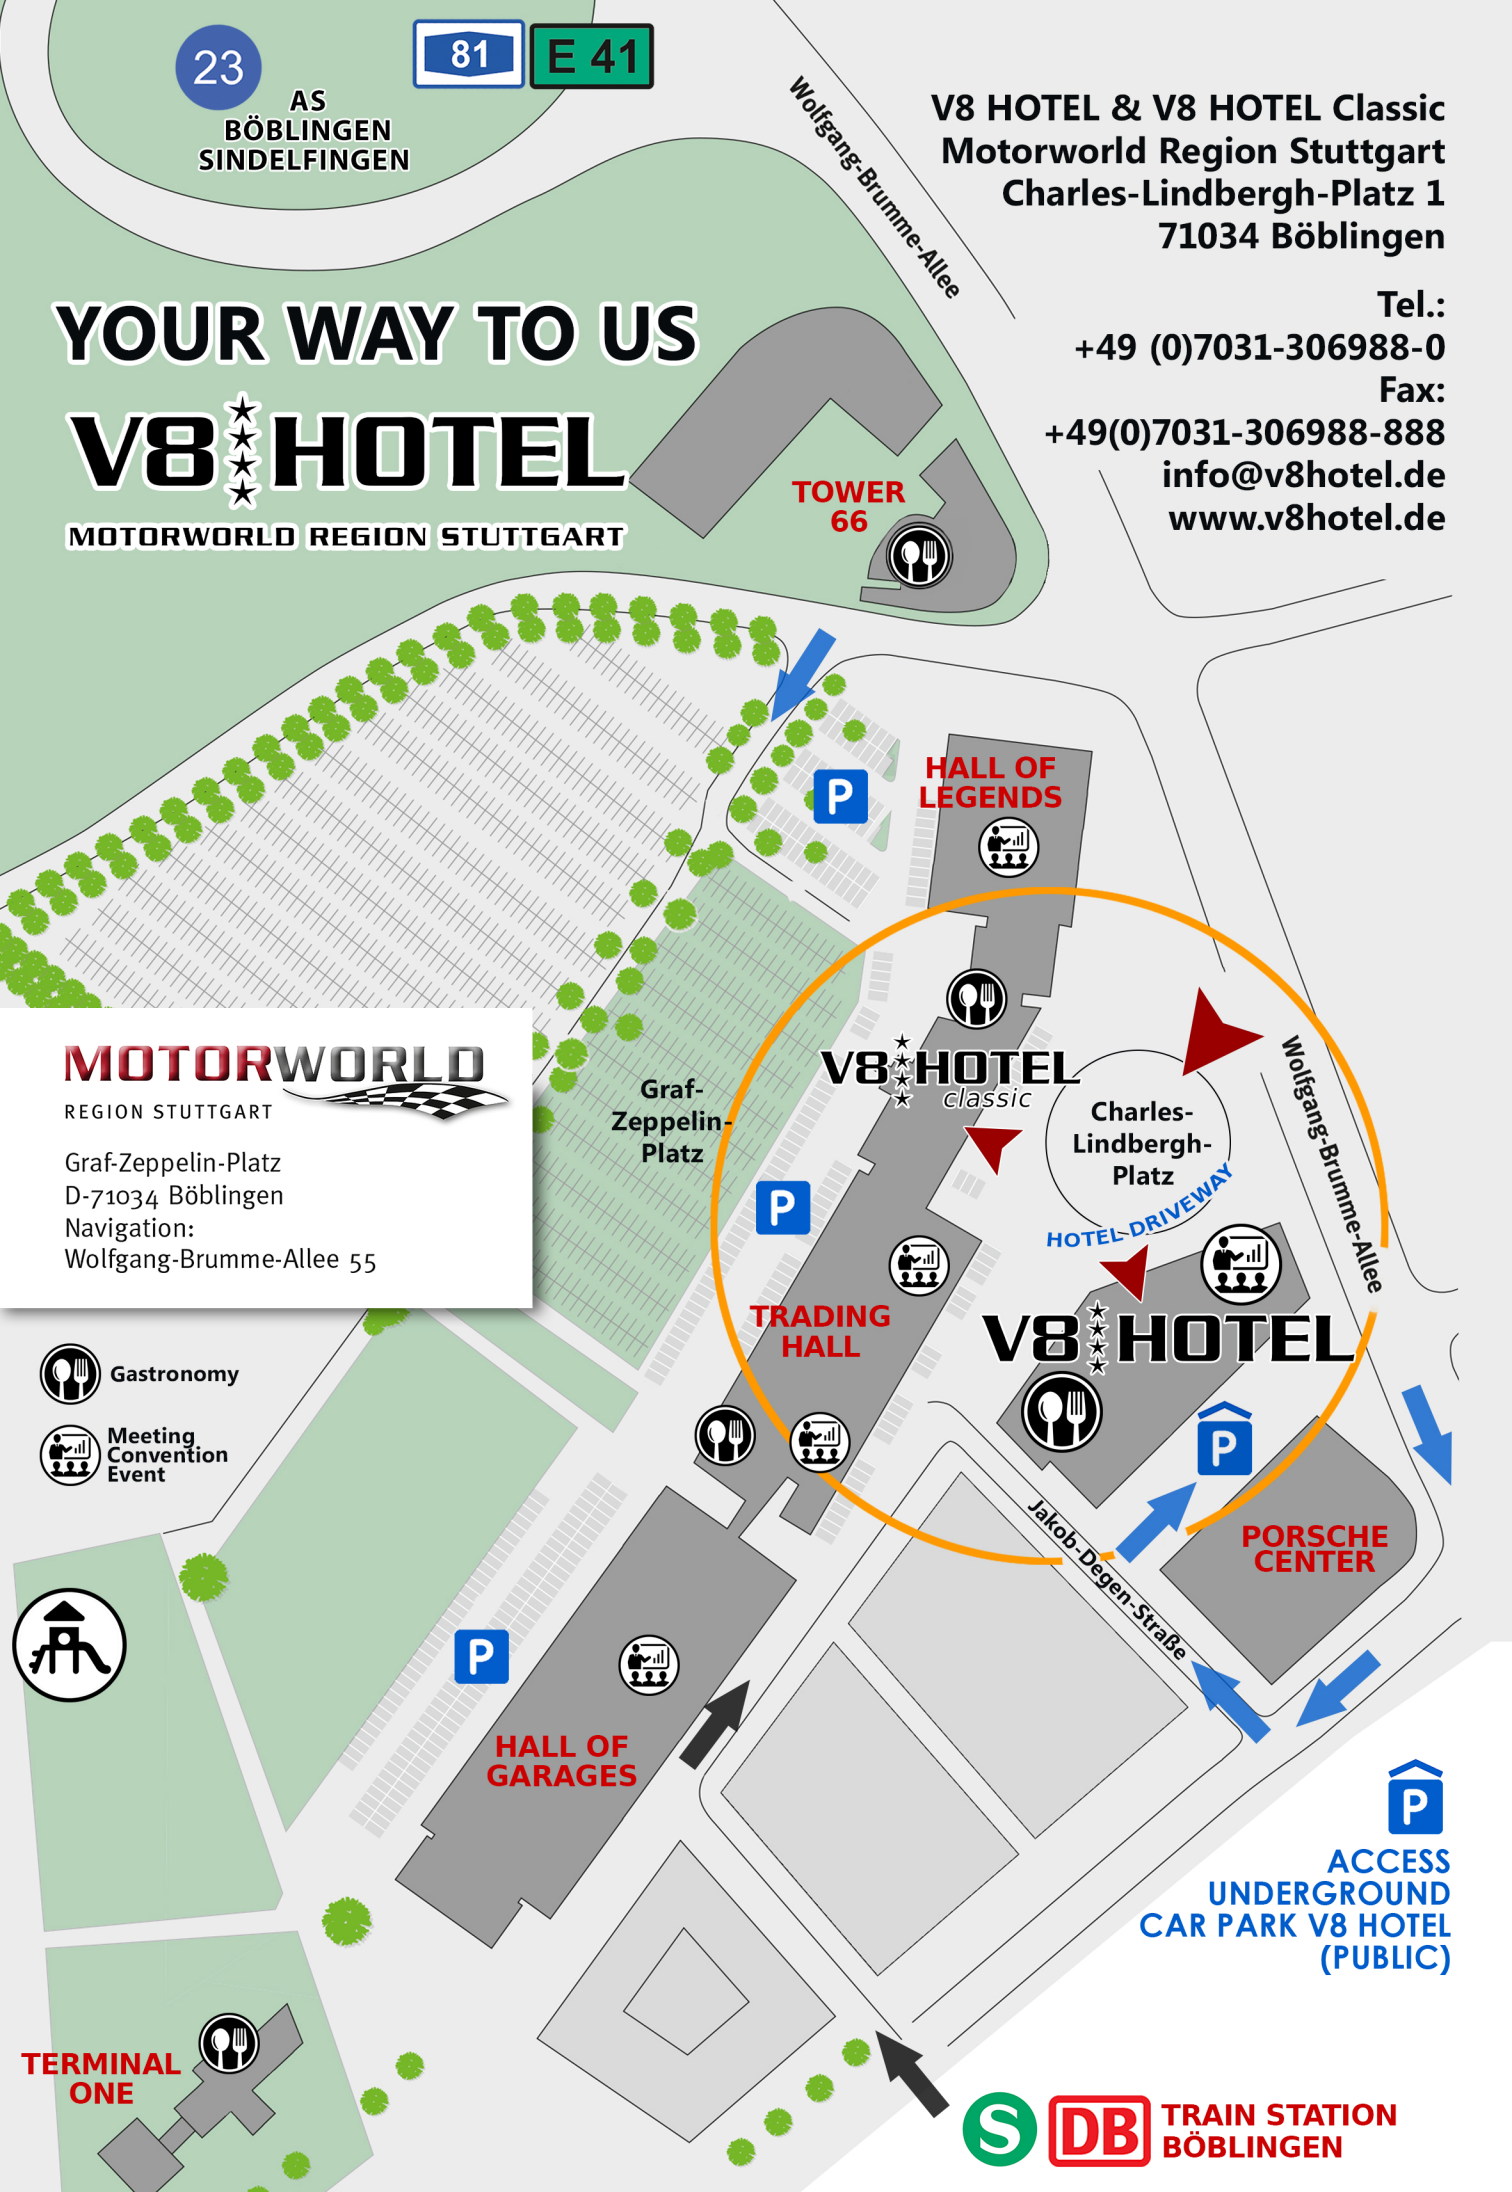 23
AS
BÖBLINGEN
SINDELFINGEN
81
E 41
Wolfgang-Brumme-Allee
V8 HOTEL & V8 HOTEL Classic
Motorworld Region Stuttgart
Charles-Lindbergh-Platz 1
71034 Böblingen
Tel.:
+49 (0)7031-306988-0
Fax:
+49(0)7031-306988-888
info@v8hotel.de
www.v8hotel.de
YOUR WAY TO US
V8 HOTEL
MOTORWORLD REGION STUTTGART
TOWER
66
P
HALL OF
LEGENDS
V8 HOTEL
classic
Charles-
Lindbergh-
Platz
HOTEL DRIVEWAY
Wolfgang-Brumme-Allee
Graf-
Zeppelin-
Platz
P
MOTORWORLD
REGION STUTTGART
Graf-Zeppelin-Platz
D-71034 Böblingen
Navigation:
Wolfgang-Brumme-Allee 55
TRADING
HALL
V8 HOTEL
Gastronomy
Meeting
Convention
Event
P
Jakob-Degen-Straße
PORSCHE
CENTER
P
HALL OF
GARAGES
P
ACCESS
UNDERGROUND
CAR PARK V8 HOTEL
(PUBLIC)
TERMINAL
ONE
S
DB
TRAIN STATION
BÖBLINGEN